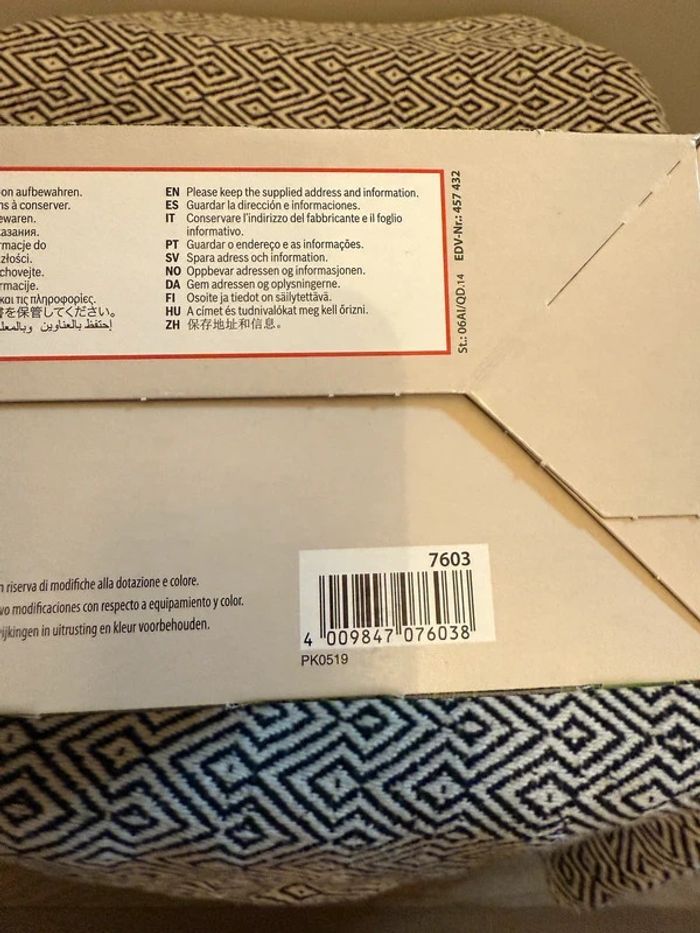 on aufbewahren.
ns à conserver.
ewaren.
казания.
rmacje do
złości.
chovejte.
rmacije.
και τις πληροφορίες.
を保管してください。
احتفظ بالعناوين وبالمعل
EN Please keep the supplied address and information.
ES Guardar la dirección e informaciones.
IT Conservare l'indirizzo del fabbricante e il foglio
informativo.
PT Guardar o endereço e as informações.
SV Spara adress och information.
NO Oppbevar adressen og informasjonen.
DA Gem adressen og oplysningerne.
FI Osoite ja tiedot on säilytettävä.
HU A címet és tudnivalókat meg kell őrizni.
ZH 保存地址和信息。
St.: 06AI/QD.14 EDV-Nr.: 457 432
n riserva di modifiche alla dotazione e colore.
vo modificaciones con respecto a equipamiento y color.
ijkingen in uitrusting en kleur voorbehouden.
7603
4 009847 076038
PK0519